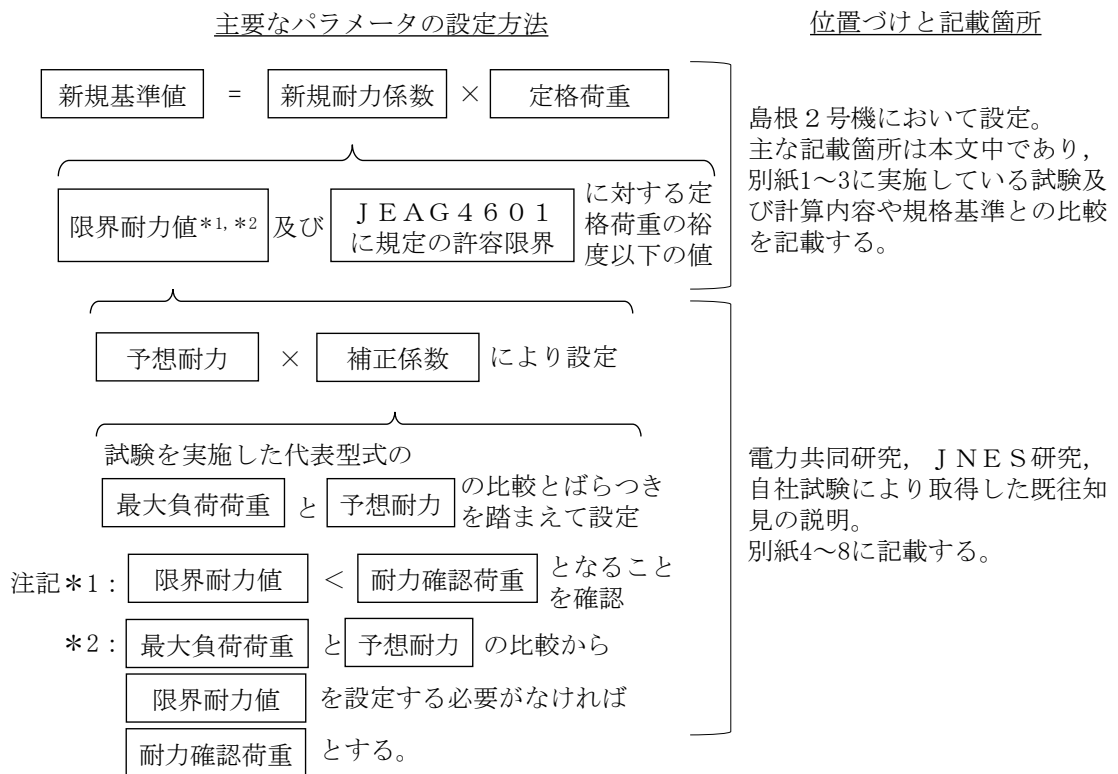 主要なパラメータの設定方法
位置づけと記載箇所
新規基準値 = 新規耐力係数 × 定格荷重
限界耐力値*1,*2 及び JEAG4601に規定の許容限界 に対する定格荷重の裕度以下の値
島根2号機において設定。
主な記載箇所は本文中であり,
別紙1～3に実施している試験及
び計算内容や規格基準との比較
を記載する。
予想耐力 × 補正係数 により設定
試験を実施した代表型式の
最大負荷荷重 と 予想耐力 の比較とばらつきを踏まえて設定
電力共同研究, JNES研究,
自社試験により取得した既往知
見の説明。
別紙4～8に記載する。
注記*1: 限界耐力値 < 耐力確認荷重 となることを確認
*2: 最大負荷荷重 と 予想耐力 の比較から
限界耐力値 を設定する必要がなければ
耐力確認荷重 とする。